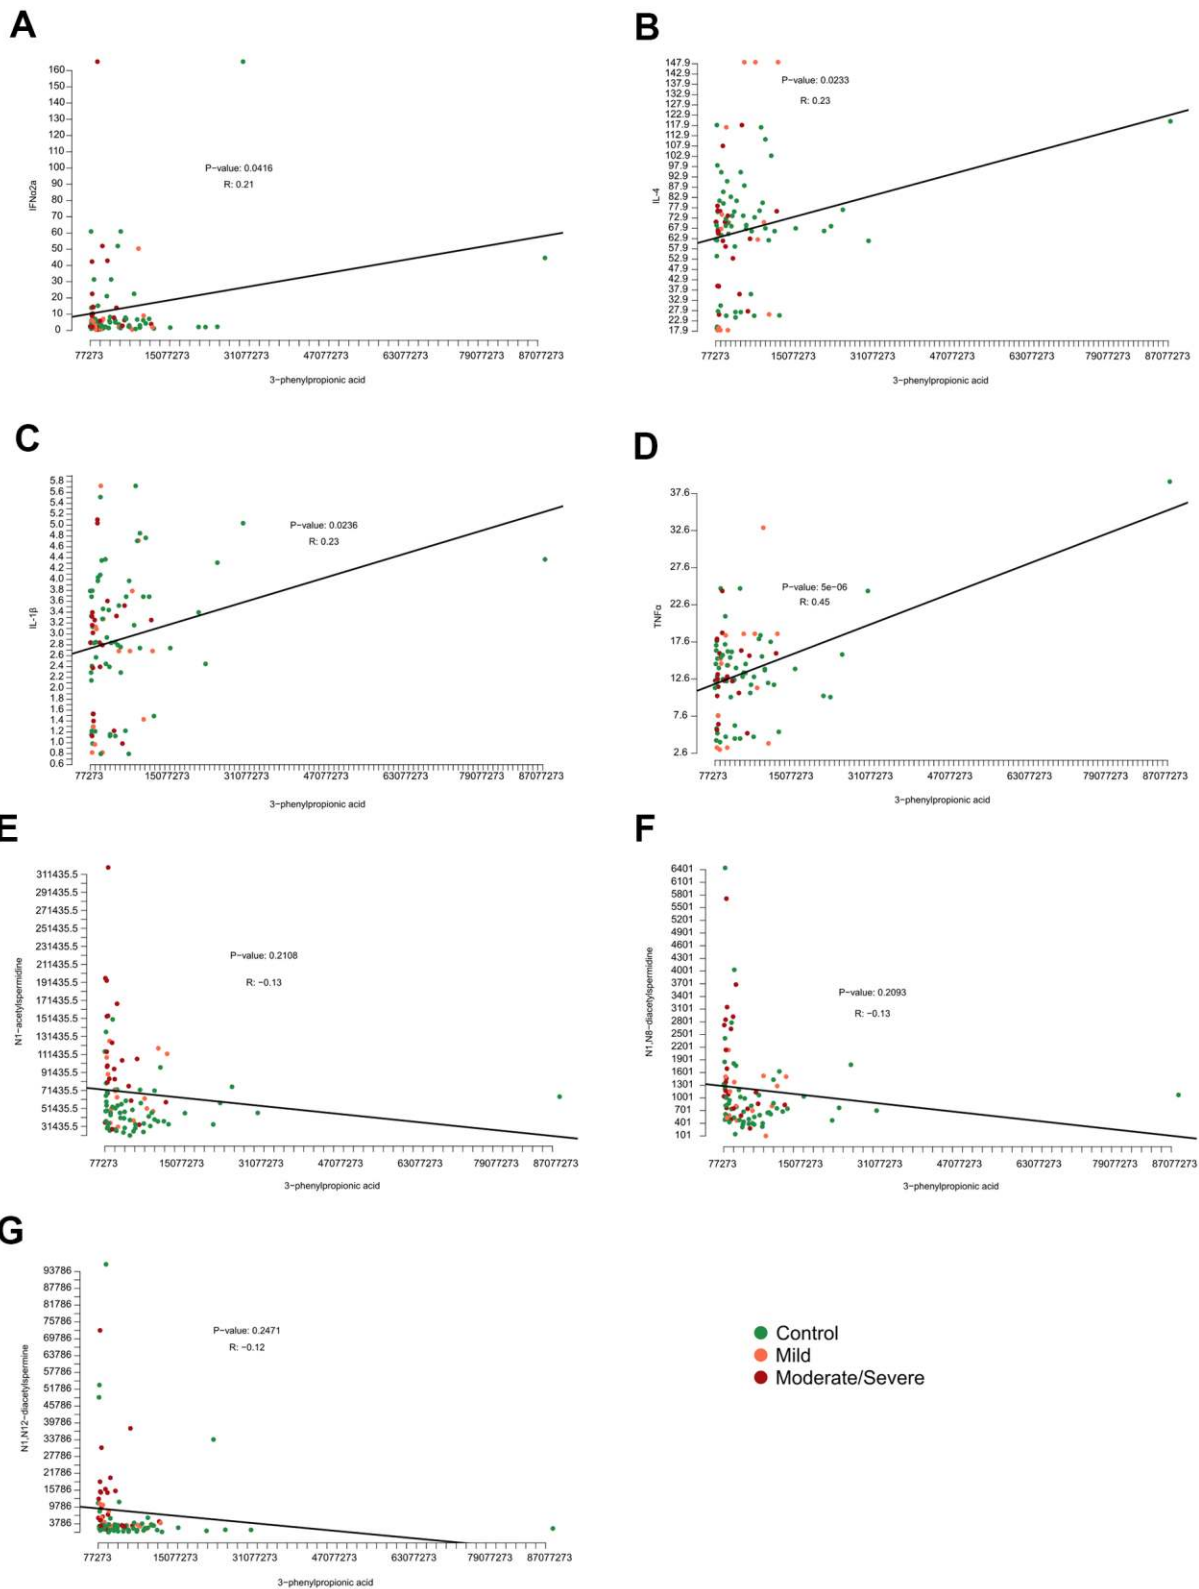 A
160
150
140
130
120
110
100
90
80
70
60
50
40
30
20
10
0
IFNα2a
P−value: 0.0416
R: 0.21
77273 15077273 31077273 47077273 63077273 79077273 87077273
3-phenylpropionic acid
B
147.9
142.9
137.9
132.9
127.9
122.9
117.9
112.9
107.9
102.9
97.9
92.9
87.9
82.9
77.9
72.9
67.9
62.9
57.9
52.9
47.9
42.9
37.9
32.9
27.9
22.9
17.9
IL-4
P−value: 0.0233
R: 0.23
77273 15077273 31077273 47077273 63077273 79077273 87077273
3-phenylpropionic acid
C
5.8
5.6
5.4
5.2
5.0
4.8
4.6
4.4
4.2
4.0
3.8
3.6
3.4
3.2
3.0
2.8
2.6
2.4
2.2
2.0
1.8
1.6
1.4
1.2
1.0
0.8
0.6
IL-1β
P−value: 0.0236
R: 0.23
77273 15077273 31077273 47077273 63077273 79077273 87077273
3-phenylpropionic acid
D
37.6
32.6
27.6
22.6
17.6
12.6
7.6
2.6
TNFα
P−value: 5e−06
R: 0.45
77273 15077273 31077273 47077273 63077273 79077273 87077273
3-phenylpropionic acid
E
311435.5
291435.5
271435.5
251435.5
231435.5
211435.5
191435.5
171435.5
151435.5
131435.5
111435.5
91435.5
71435.5
51435.5
31435.5
N1−acetylspermidine
P−value: 0.2108
R: −0.13
77273 15077273 31077273 47077273 63077273 79077273 87077273
3−phenylpropionic acid
F
6401
6101
5801
5501
5201
4901
4601
4301
4001
3701
3401
3101
2801
2501
2201
1901
1601
1301
1001
701
401
101
N1,N8−diacetylspermidine
P−value: 0.2093
R: −0.13
77273 15077273 31077273 47077273 63077273 79077273 87077273
3−phenylpropionic acid
G
93786
87786
81786
75786
69786
63786
57786
51786
45786
39786
33786
27786
21786
15786
9786
3786
N1,N12−diacetylspermine
P−value: 0.2471
R: −0.12
77273 15077273 31077273 47077273 63077273 79077273 87077273
3−phenylpropionic acid
Control
Mild
Moderate/Severe